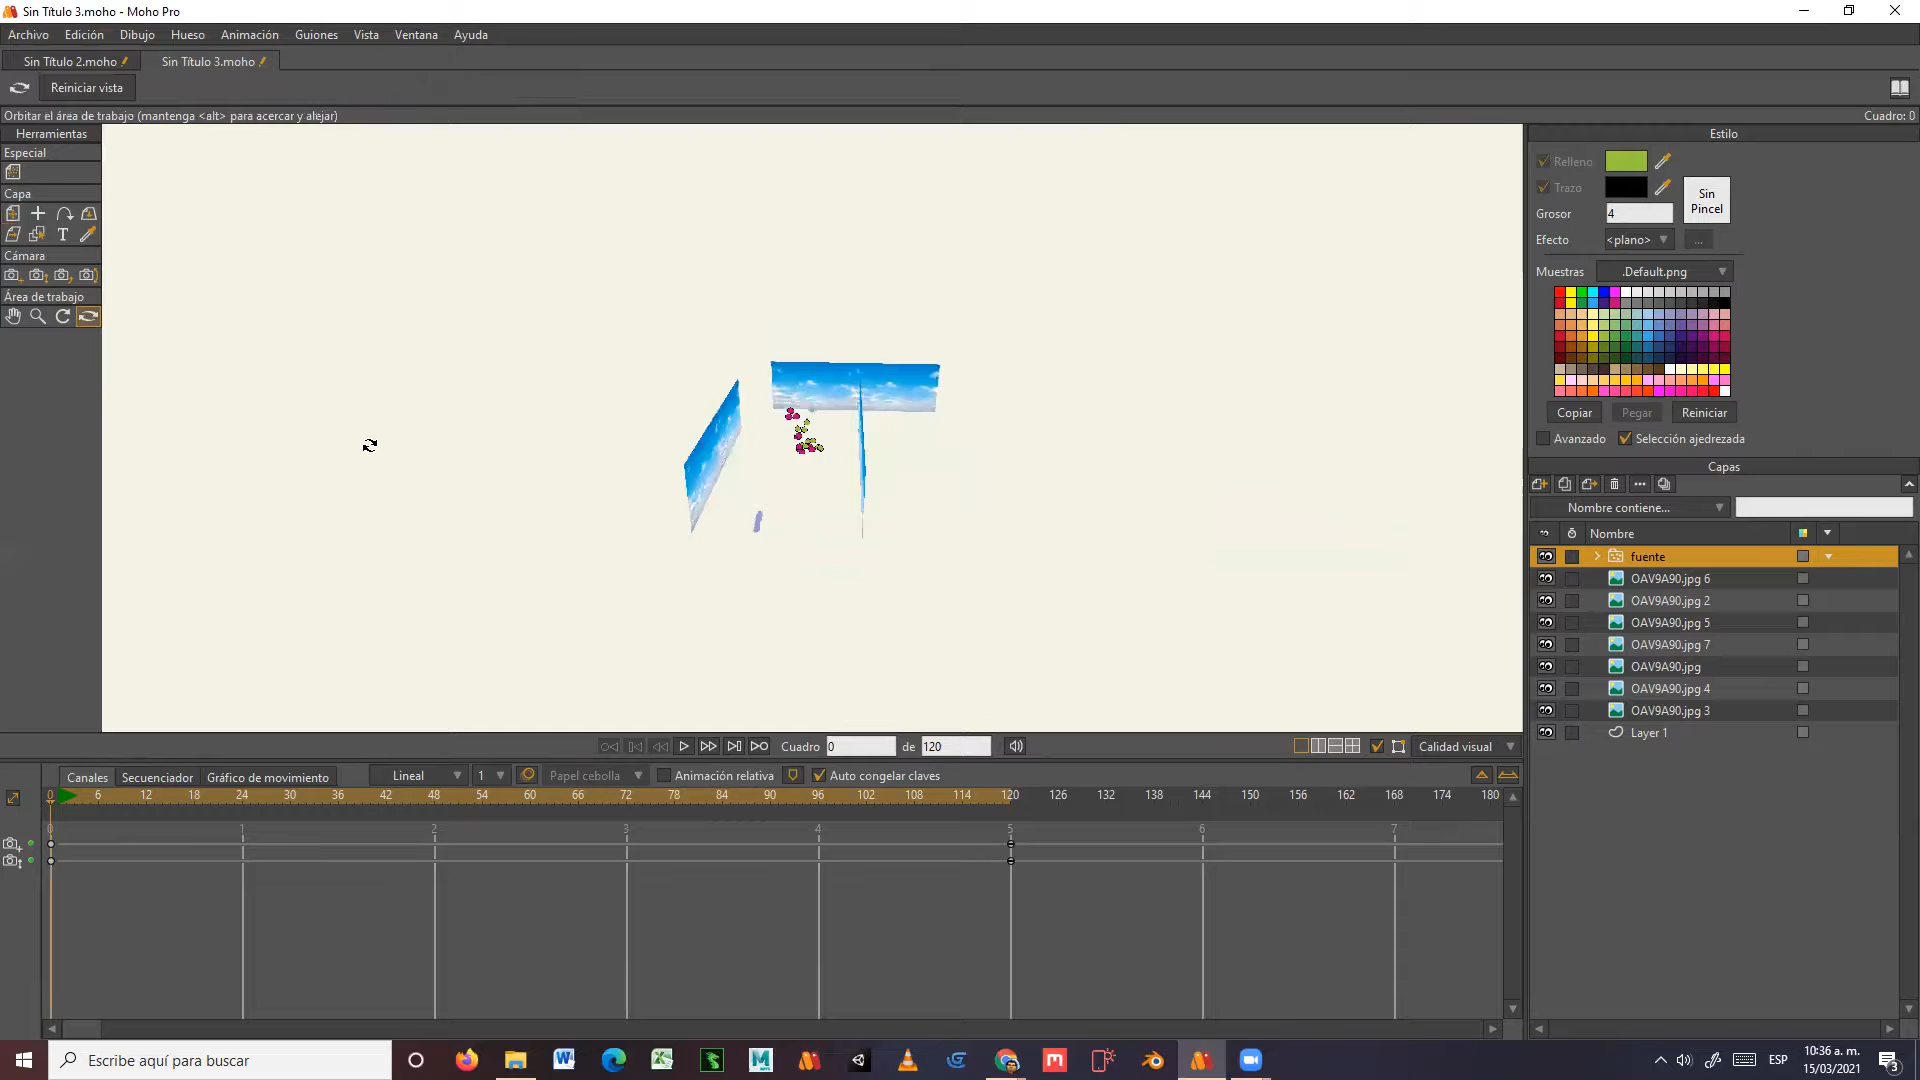 Sin Título 3.moho - Moho Pro
Archivo Edición Dibujo Hueso Animación Guiones Vista Ventana Ayuda
Sin Título 2.moho Sin Título 3.moho
Reiniciar vista
Orbitar el área de trabajo (mantenga <alt> para acercar y alejar) Cuadro: 0
Herramientas
Especial
Capa
T
Cámara
Área de trabajo
Estilo
Relleno
Trazo
Sin
Pincel
Grosor 4
Efecto <plano> ...
Muestras .Default.png
Copiar Pegar Reiniciar
Avanzado Selección ajedrezada
Capas
Nombre contiene...
Nombre
fuente
OAV9A90.jpg 6
OAV9A90.jpg 2
OAV9A90.jpg 5
OAV9A90.jpg 7
OAV9A90.jpg
OAV9A90.jpg 4
OAV9A90.jpg 3
Layer 1
Cuadro 0 de 120 Calidad visual
Canales Secuenciador Gráfico de movimiento Lineal 1 Papel cebolla Animación relativa Auto congelar claves
0 6 12 18 24 30 36 42 48 54 60 66 72 78 84 90 96 102 108 114 120 126 132 138 144 150 156 162 168 174 180
0 1 2 3 4 5 6 7
Escribe aquí para buscar
ESP
10:36 a. m.
15/03/2021
3